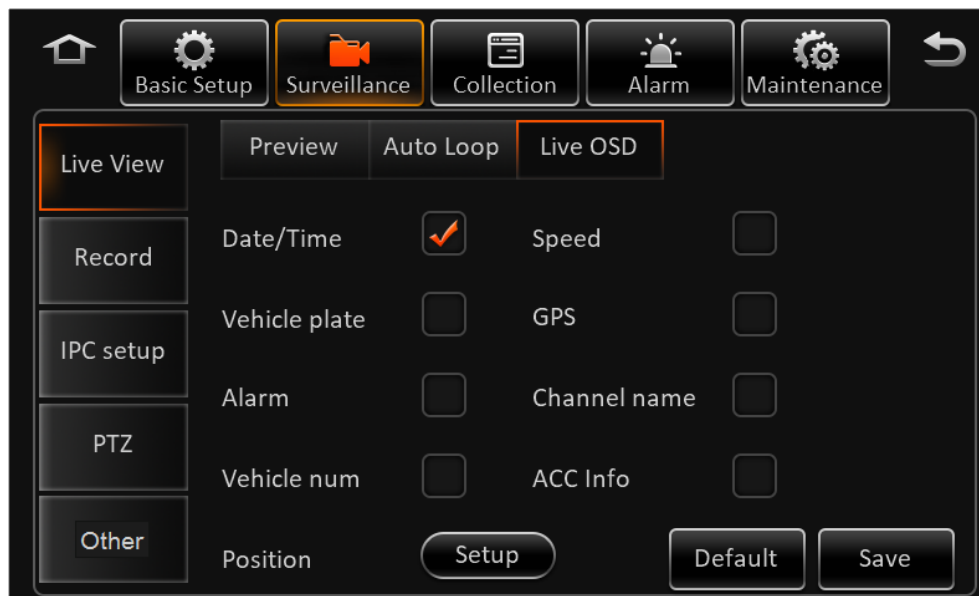 Basic Setup
Surveillance
Collection
Alarm
Maintenance
Live View
Record
IPC setup
PTZ
Other
Preview
Auto Loop
Live OSD
Date/Time
Speed
Vehicle plate
GPS
Alarm
Channel name
Vehicle num
ACC Info
Position
Setup
Default
Save